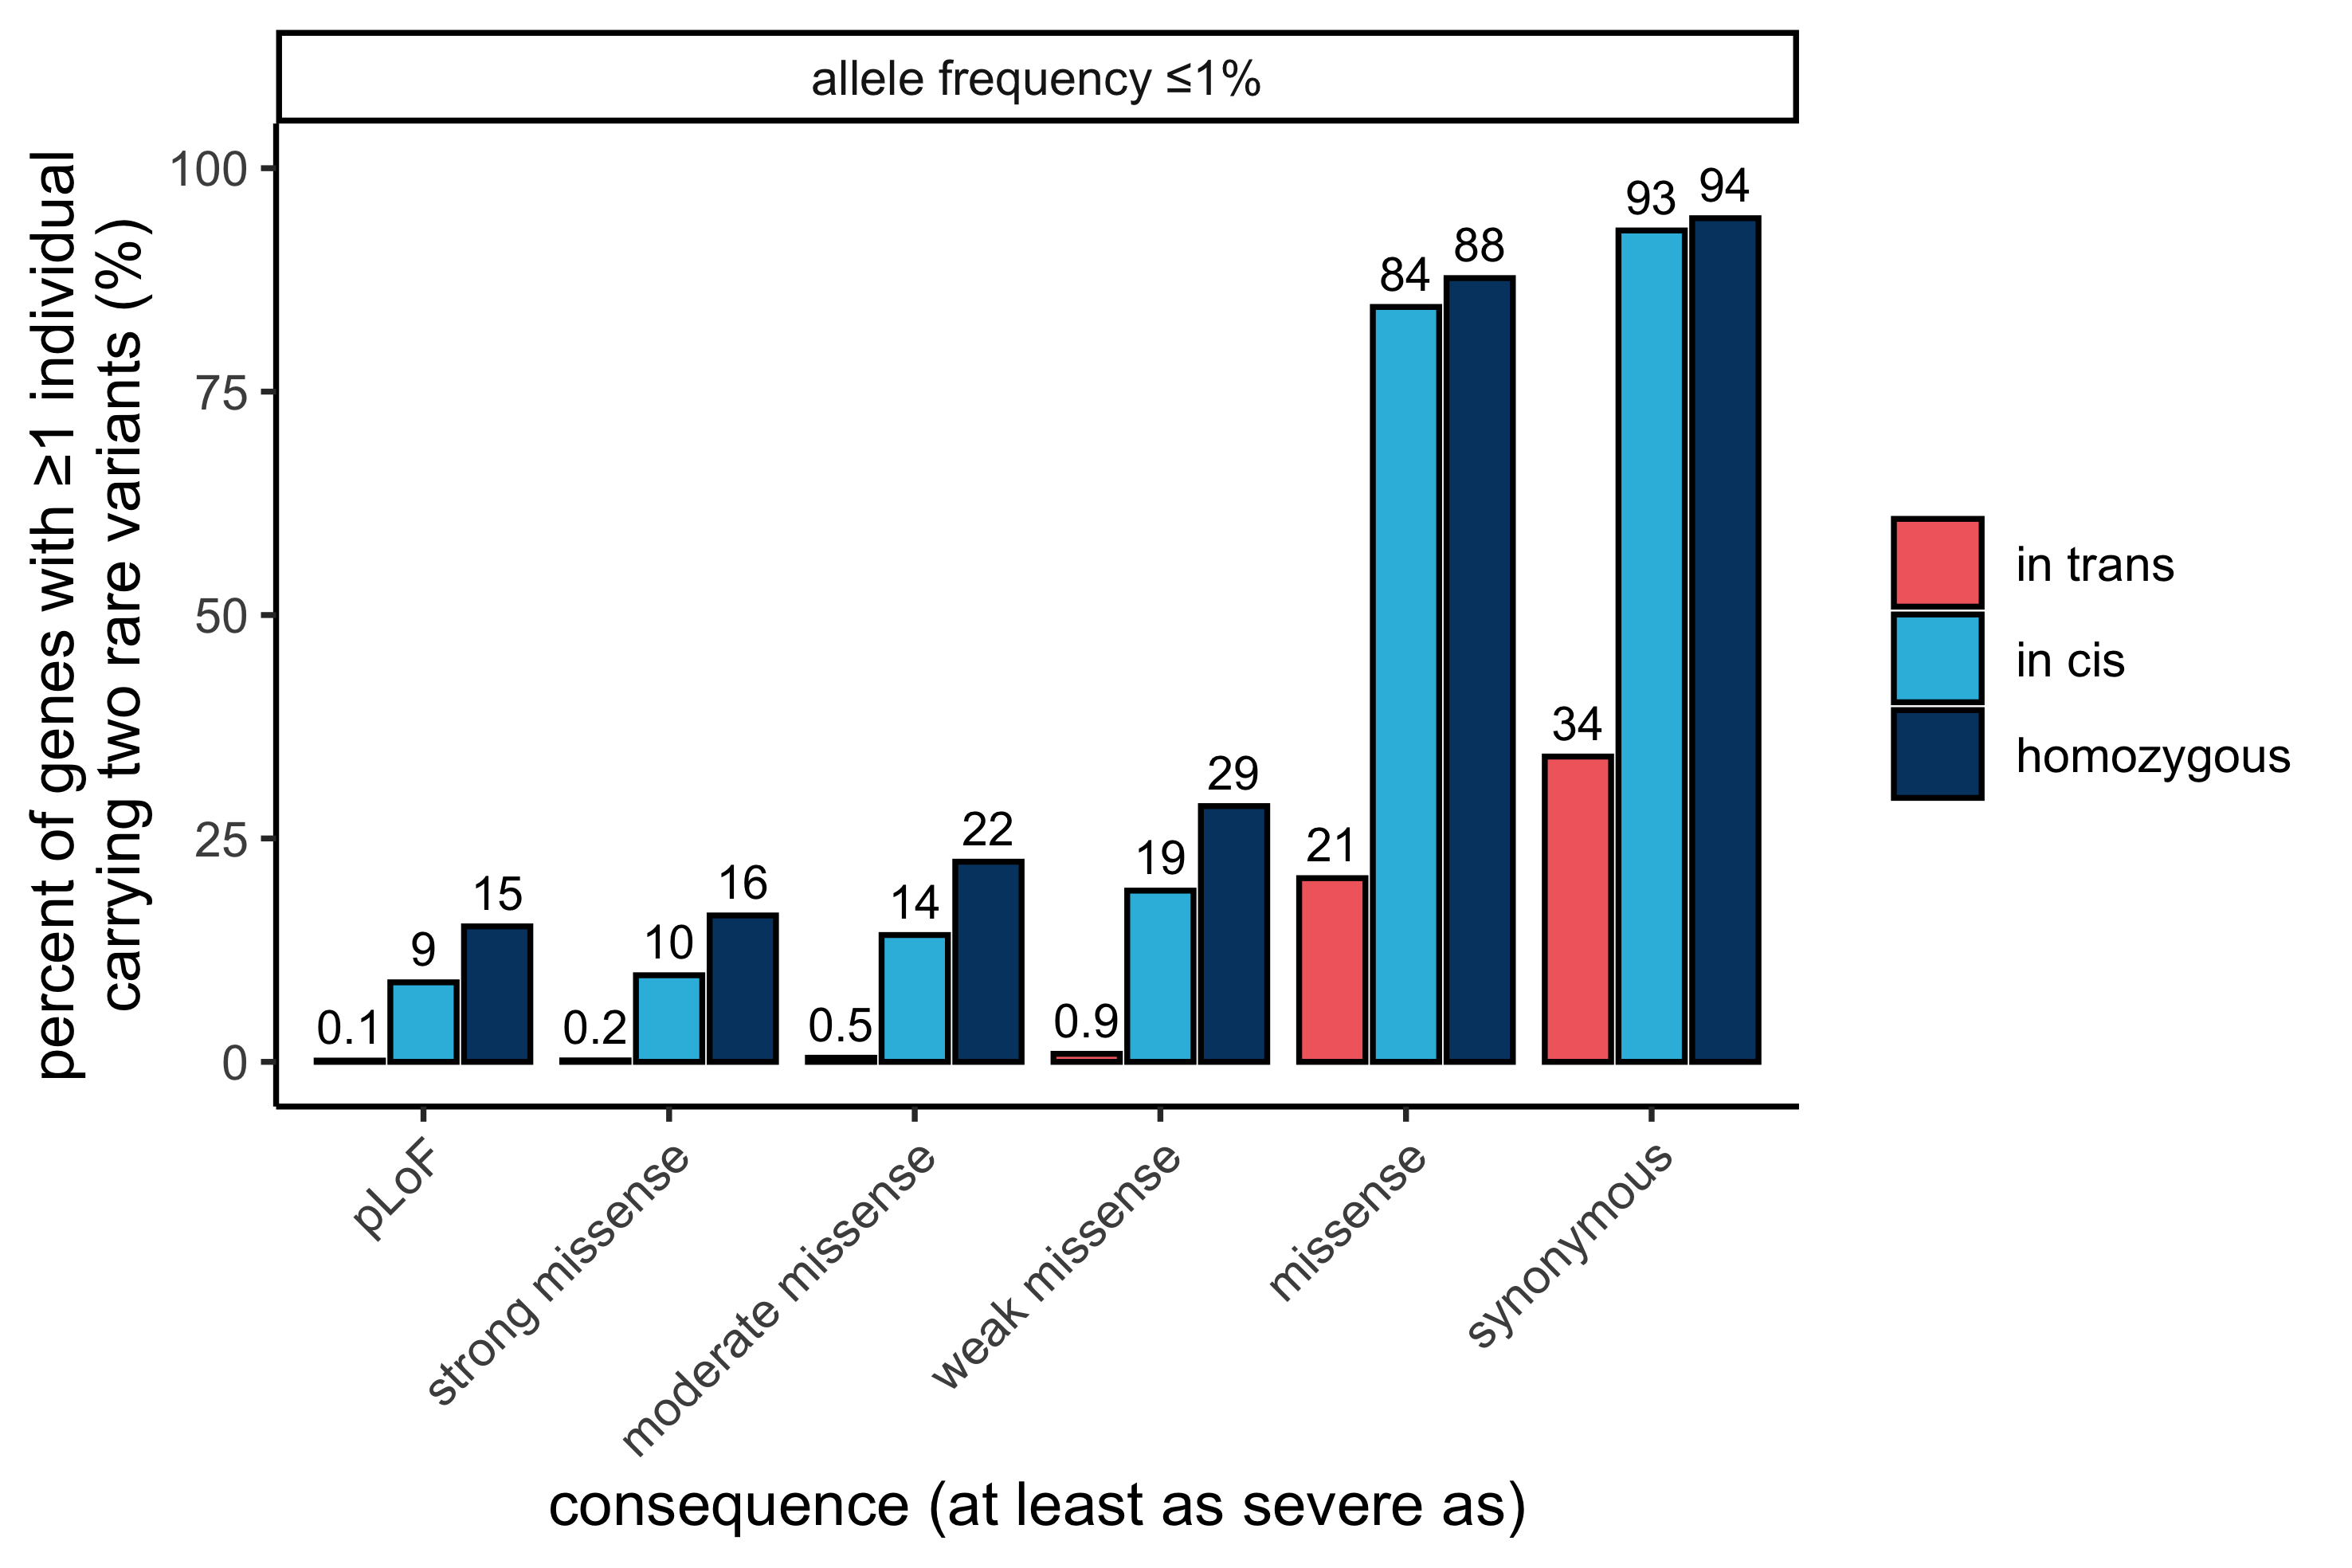 allele frequency ≤1%
percent of genes with ≥1 individual
carrying two rare variants (%)
100
75
50
25
0
0.1
9
15
0.2
10
16
0.5
14
22
0.9
19
29
21
84
88
34
93
94
pLoF
strong missense
moderate missense
weak missense
missense
synonymous
consequence (at least as severe as)
in trans
in cis
homozygous